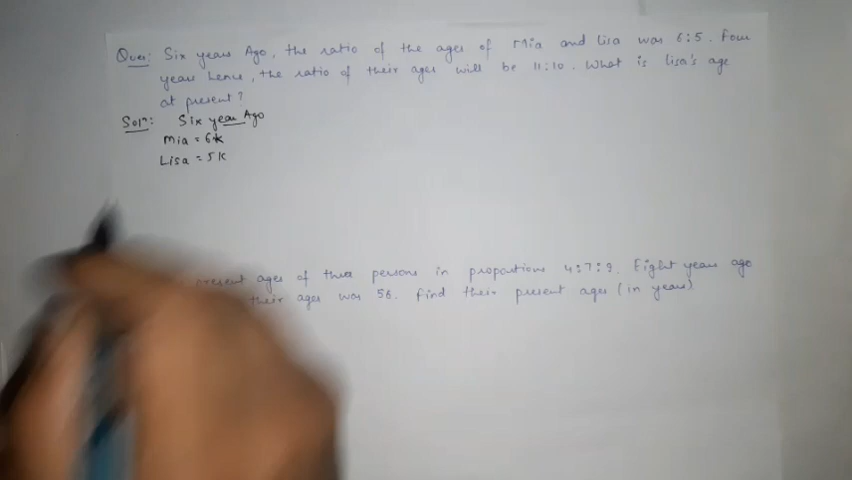 Ques: Six years Ago, the ratio of the ages of Mia and lisa was 6:5. Four
years hence, the ratio of their ages will be 11:10. What is lisa's age
at present?
Solⁿ: Six year Ago
Mia = 6k
Lisa = 5K
present ages of three persons in proportions 4:7:9. Eight years ago
their ages was 56. find their present ages (in years)